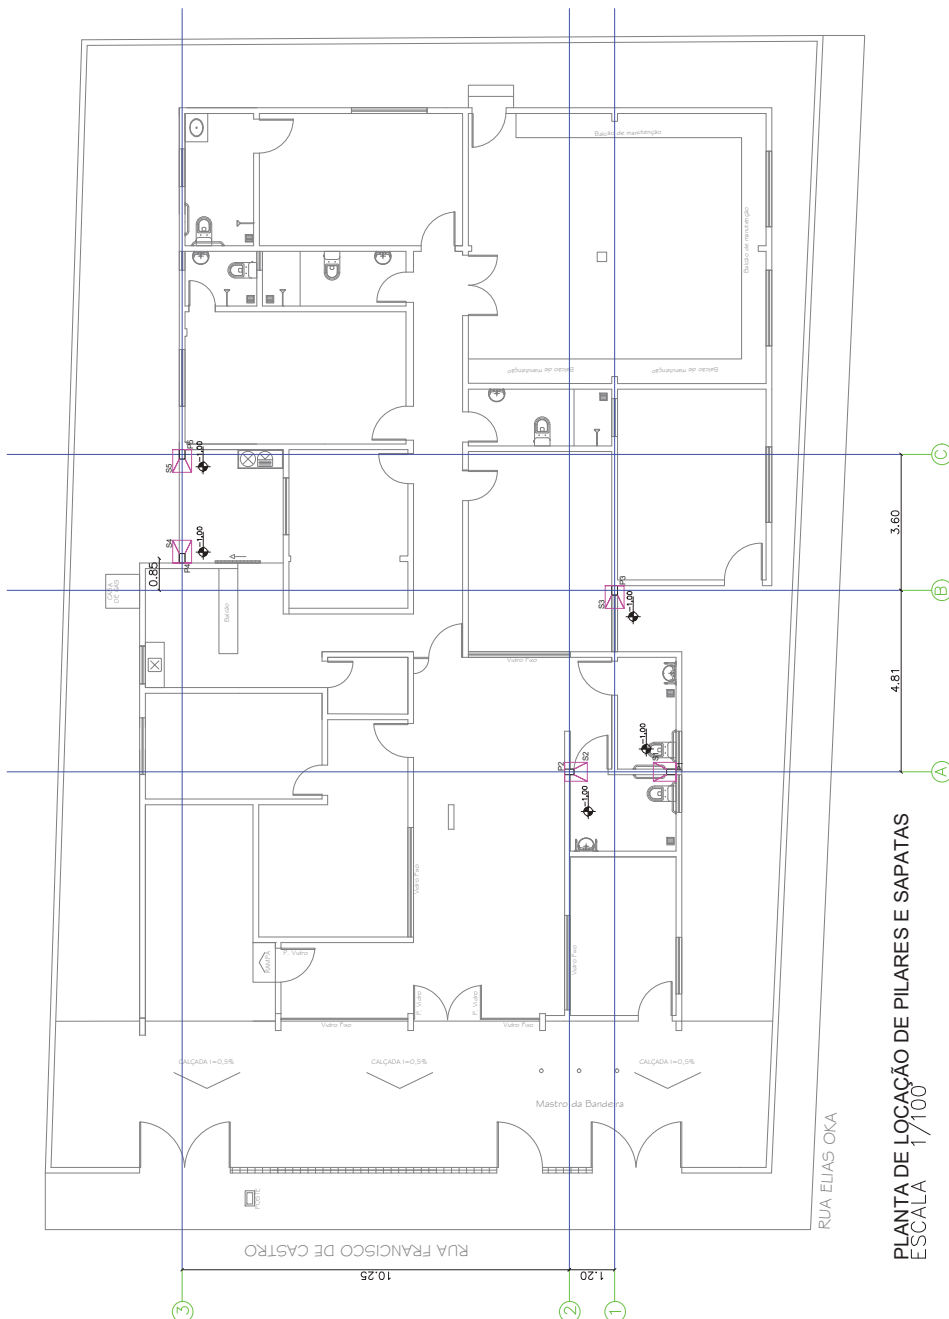 Balcão de manutenção
Balcão de manutenção
Balcão de manutenção
Balcão de manutenção
P5
S5
-1,00
S4
P4
-1,00
0.85
CASA
DE GÁS
Balcão
P3
S3
-1,00
Vidro Fixo
-1,00
P2
S2
S1
P1
-1,00
Vidro Fixo
RAMPA
P. Vidro
Vidro Fixo
P. Vidro
P. Vidro
Vidro Fixo
Vidro Fixo
CALÇADA i=0,5%
CALÇADA i=0,5%
CALÇADA i=0,5%
Mastro da Bandeira
POSTE
RUA FRANCISCO DE CASTRO
RUA ELIAS OKA
C
3.60
B
4.81
A
10.25
1.20
3
2
1
PLANTA DE LOCAÇÃO DE PILARES E SAPATAS
ESCALA 1/100